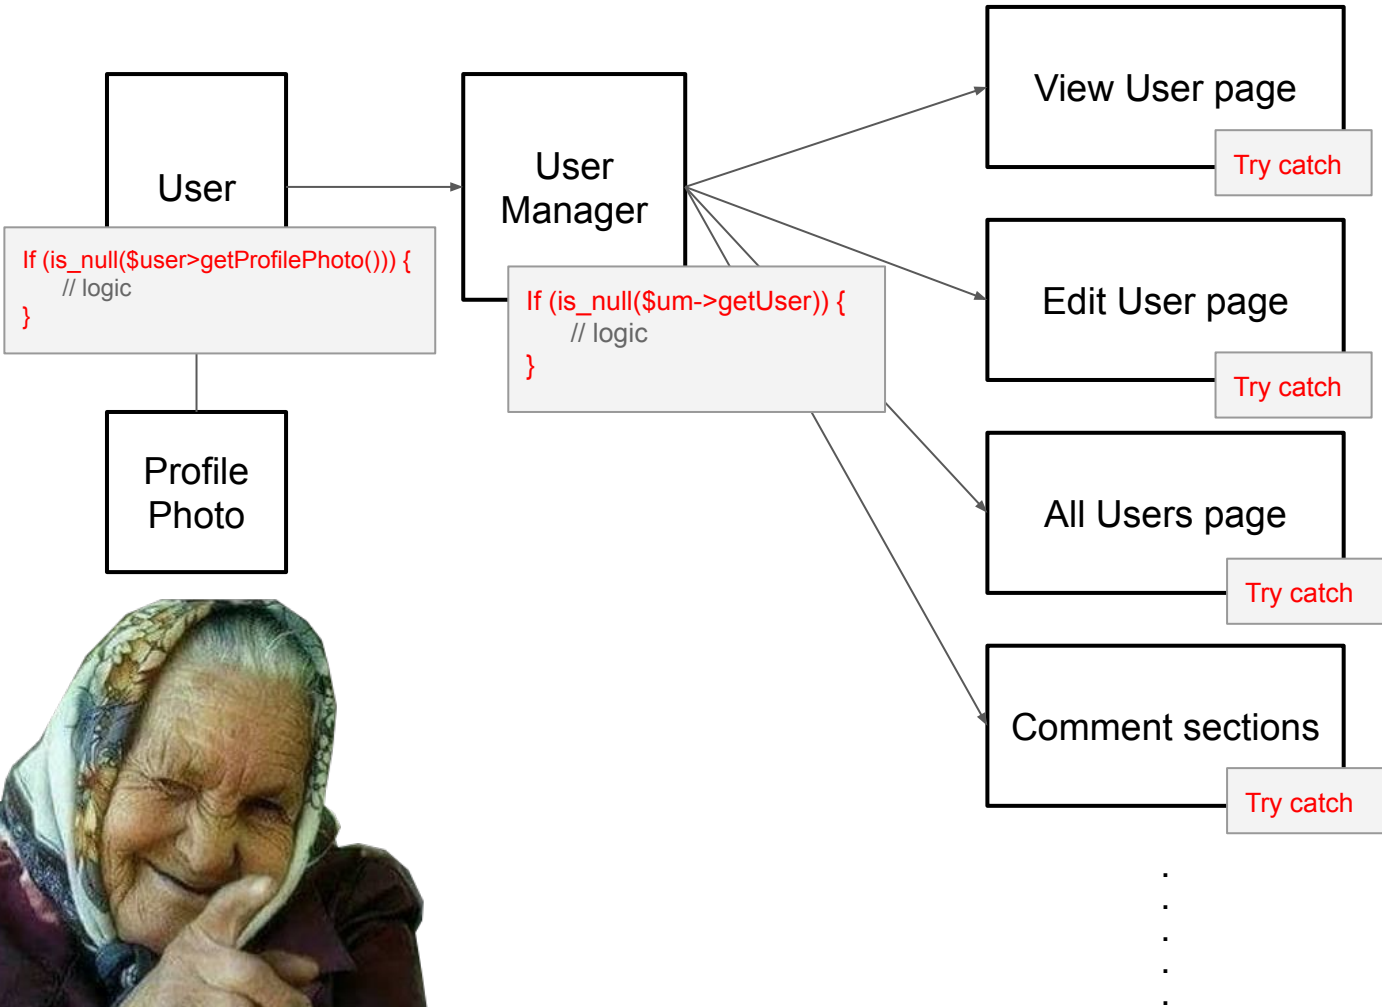 User
If (is_null($user>getProfilePhoto())) {
// logic
}
Profile
Photo
User
Manager
If (is_null($um->getUser)) {
// logic
}
View User page
Try catch
Edit User page
Try catch
All Users page
Try catch
Comment sections
Try catch
.
.
.
.
.